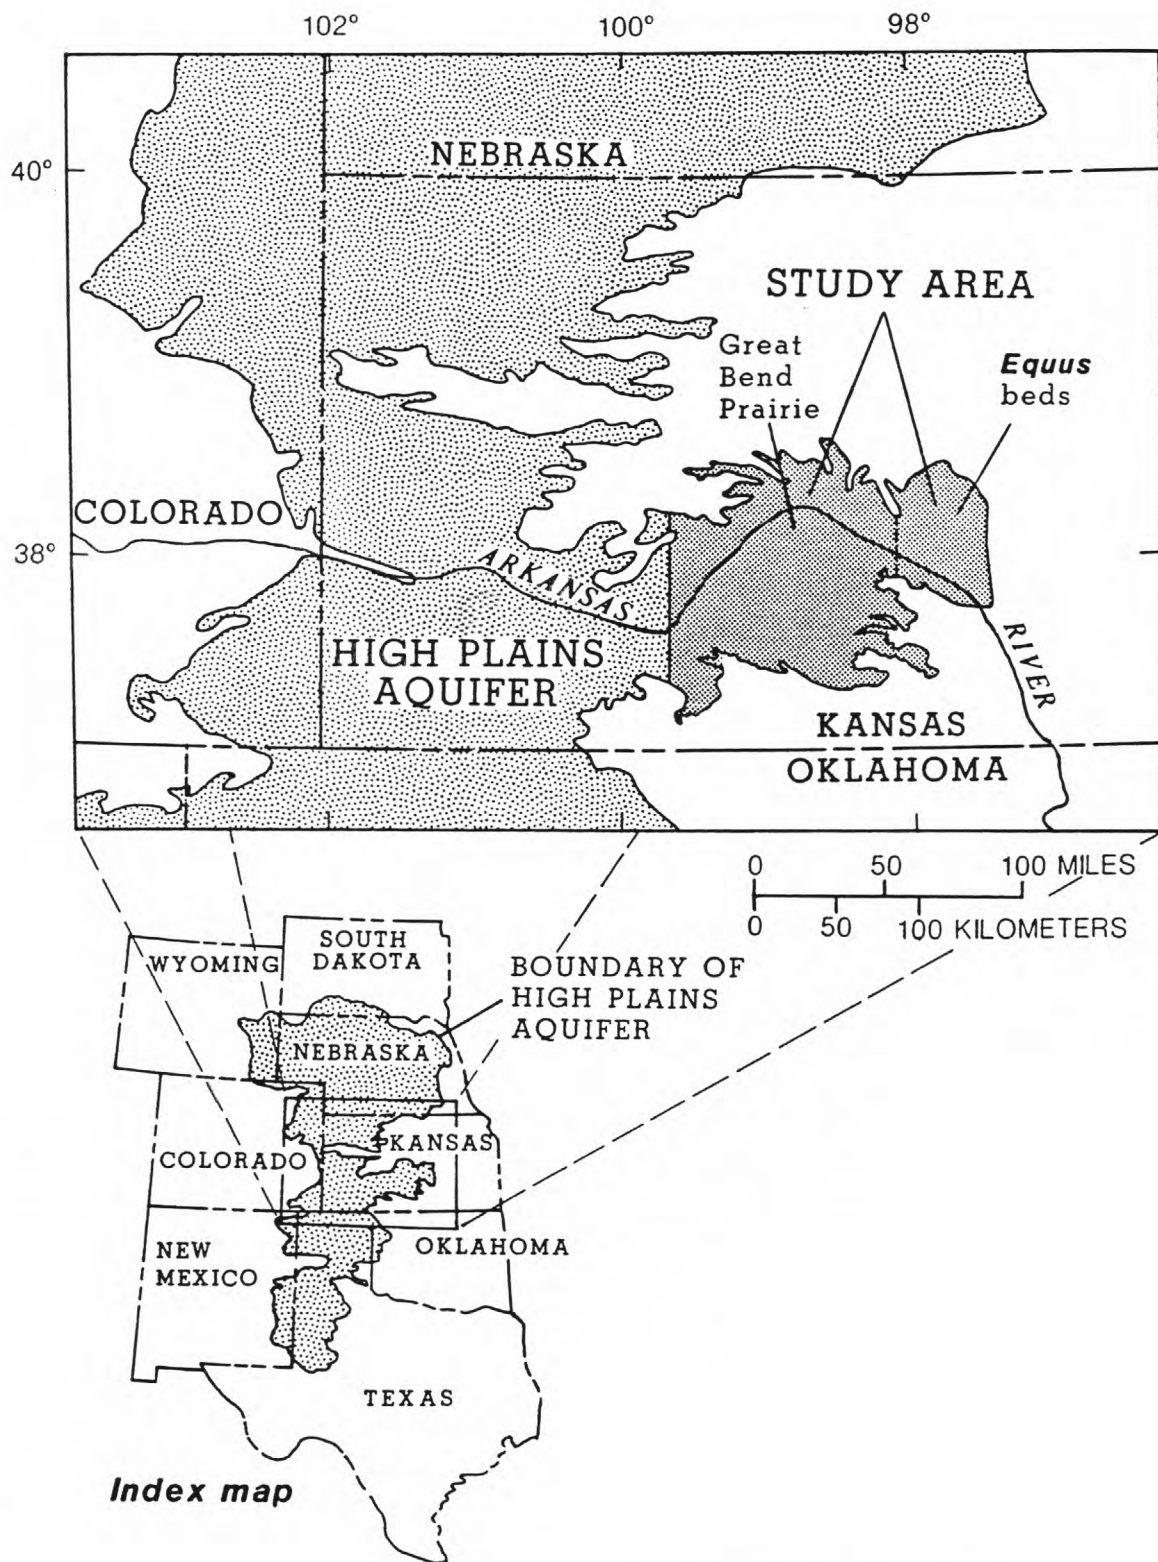 102° 100° 98°
40°
NEBRASKA
STUDY AREA
Great
Bend
Prairie
Equus
beds
COLORADO
38°
ARKANSAS
RIVER
HIGH PLAINS
AQUIFER
KANSAS
OKLAHOMA
0 50 100 MILES
0 50 100 KILOMETERS
SOUTH
DAKOTA
WYOMING
BOUNDARY OF
HIGH PLAINS
AQUIFER
NEBRASKA
KANSAS
COLORADO
NEW
MEXICO
OKLAHOMA
TEXAS
Index map